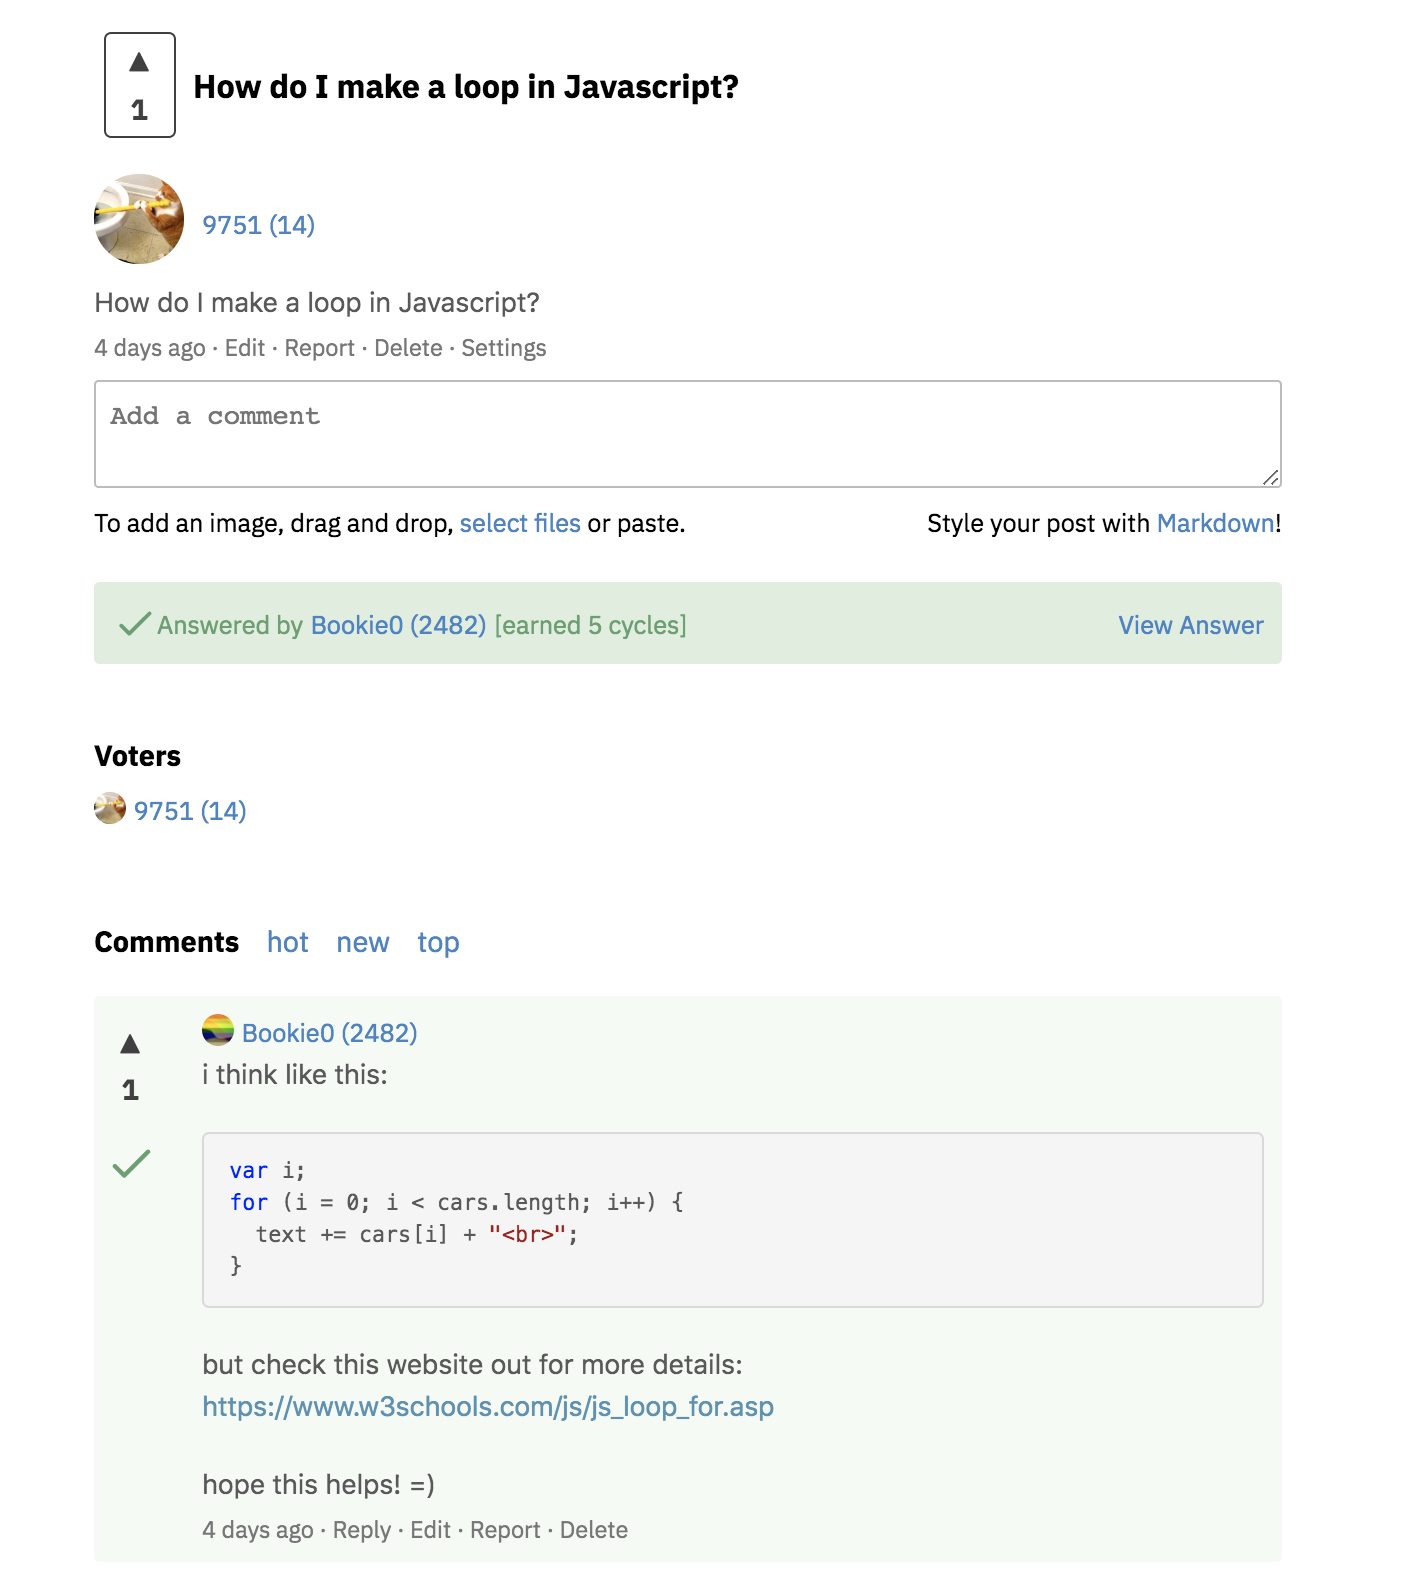 ▲
1
How do I make a loop in Javascript?
9751 (14)
How do I make a loop in Javascript?
4 days ago · Edit · Report · Delete · Settings
Add a comment
To add an image, drag and drop, select files or paste.
Style your post with Markdown!
Answered by Bookie0 (2482) [earned 5 cycles]
View Answer
Voters
9751 (14)
Comments hot new top
▲
1
Bookie0 (2482)
i think like this:
var i;
for (i = 0; i < cars.length; i++) {
  text += cars[i] + "<br>";
}
but check this website out for more details:
https://www.w3schools.com/js/js_loop_for.asp
hope this helps! =)
4 days ago · Reply · Edit · Report · Delete